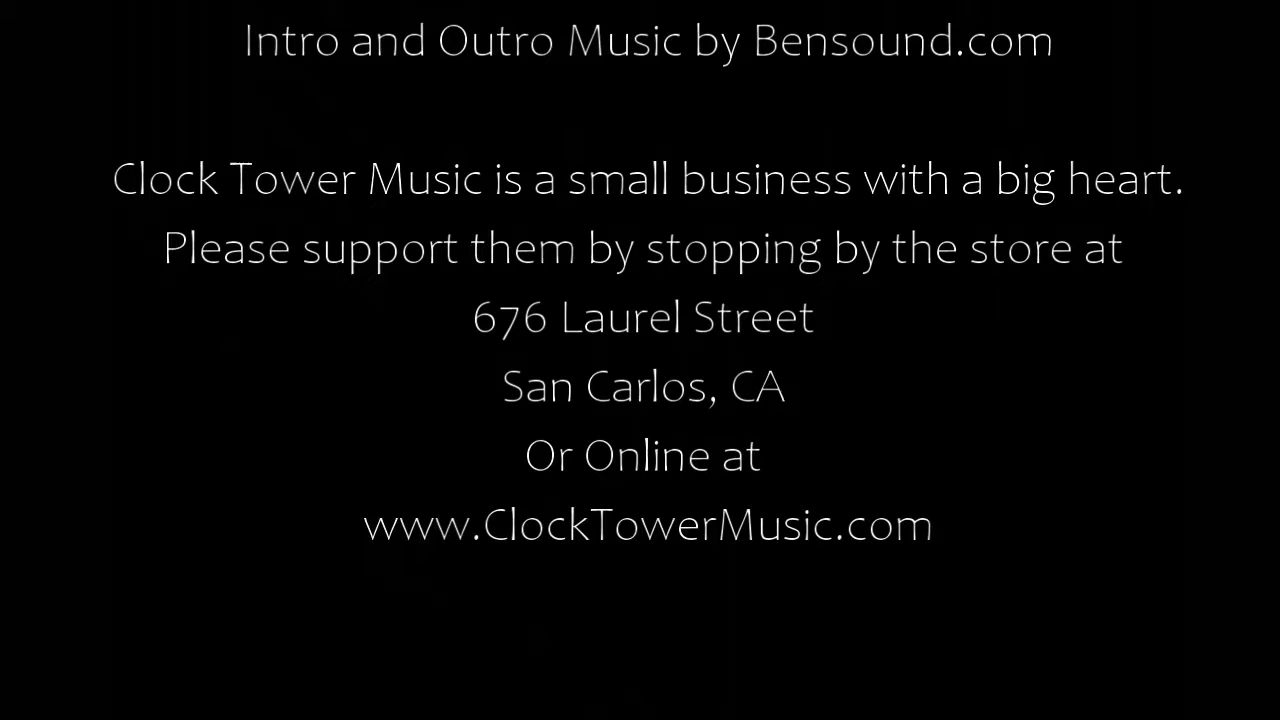 Intro and Outro Music by Bensound.com
Clock Tower Music is a small business with a big heart.
Please support them by stopping by the store at
676 Laurel Street
San Carlos, CA
Or Online at
www.ClockTowerMusic.com